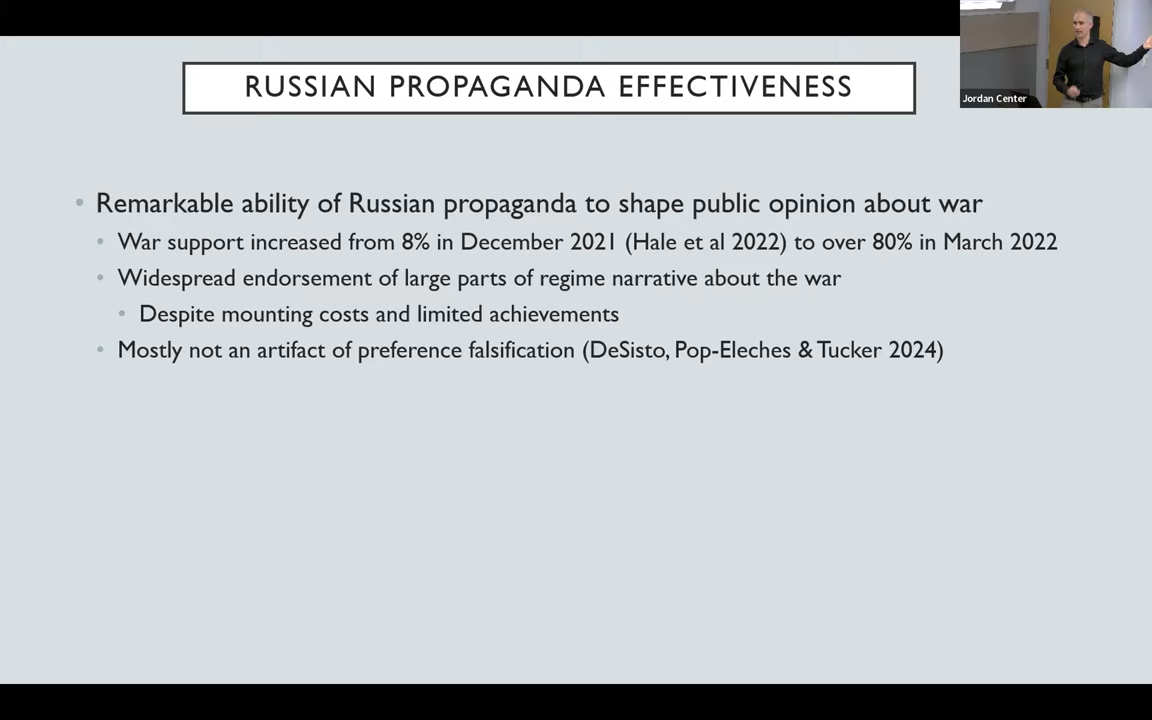 RUSSIAN PROPAGANDA EFFECTIVENESS
Jordan Center
• Remarkable ability of Russian propaganda to shape public opinion about war
• War support increased from 8% in December 2021 (Hale et al 2022) to over 80% in March 2022
• Widespread endorsement of large parts of regime narrative about the war
• Despite mounting costs and limited achievements
• Mostly not an artifact of preference falsification (DeSisto, Pop-Eleches & Tucker 2024)